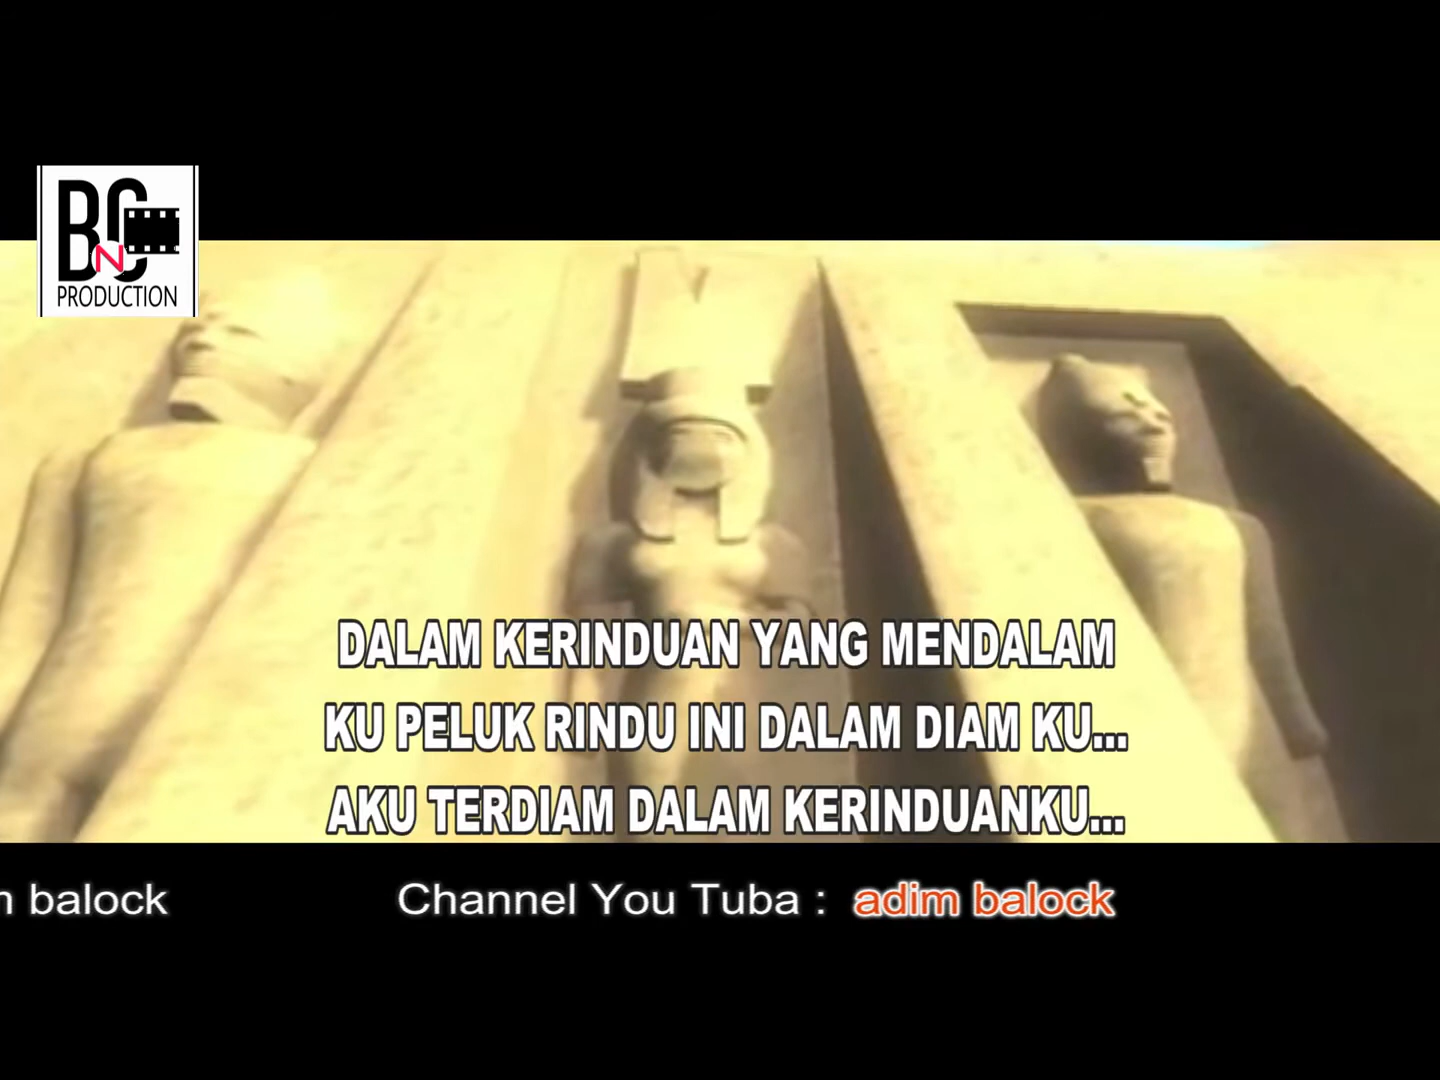 BNC
PRODUCTION
DALAM KERINDUAN YANG MENDALAM
KU PELUK RINDU INI DALAM DIAM KU...
AKU TERDIAM DALAM KERINDUANKU...
balock
Channel You Tuba : adim balock